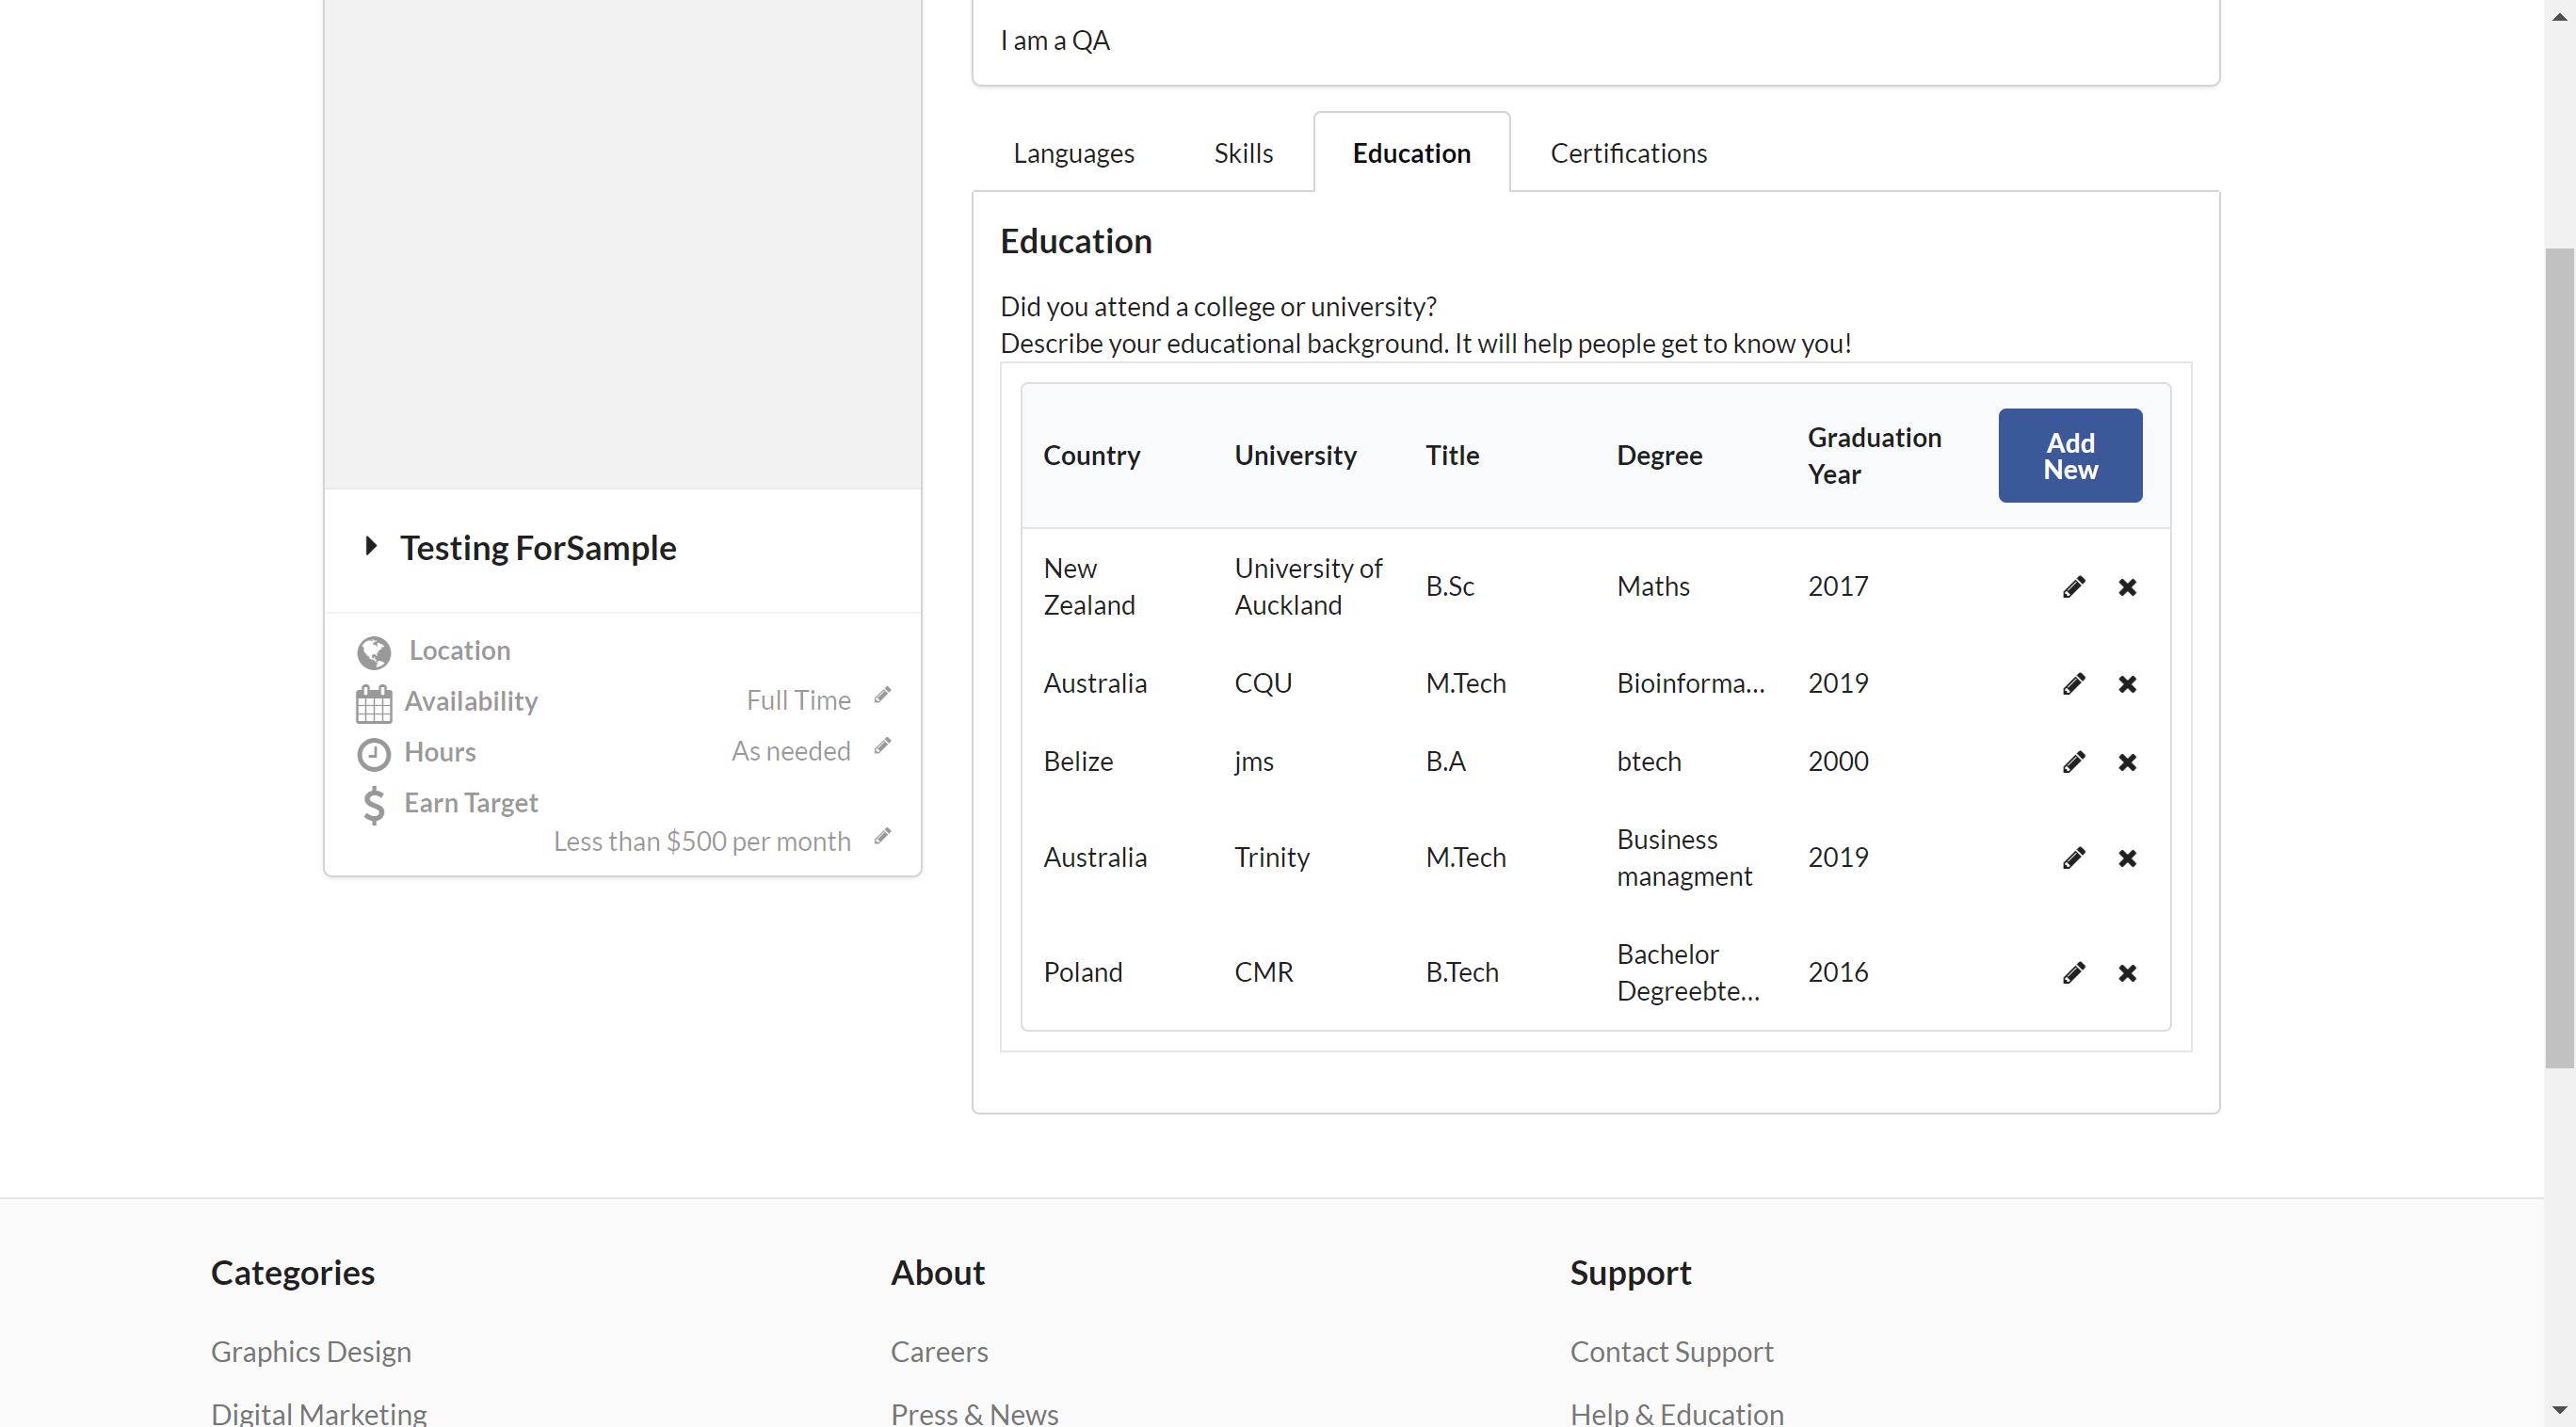 I am a QA
Languages
Skills
Education
Certifications
Education
Did you attend a college or university?
Describe your educational background. It will help people get to know you!
Country
University
Title
Degree
Graduation
Year
Add
New
New
Zealand
University of
Auckland
B.Sc
Maths
2017
Australia
CQU
M.Tech
Bioinforma...
2019
Belize
jms
B.A
btech
2000
Australia
Trinity
M.Tech
Business
managment
2019
Poland
CMR
B.Tech
Bachelor
Degreebte...
2016
Testing ForSample
Location
Availability
Full Time
Hours
As needed
Earn Target
Less than $500 per month
Categories
Graphics Design
Digital Marketing
About
Careers
Press & News
Support
Contact Support
Help & Education